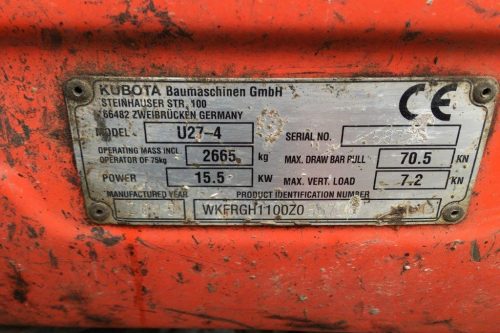 KUBOTA Baumaschinen GmbH
STEINHAUSER STR. 100
66482 ZWEIBRÜCKEN GERMANY
CE
MODEL U27-4 SERIAL NO.
OPERATING MASS INCL OPERATOR OF 75kg 2665 kg MAX. DRAW BAR PULL 70.5 KN
POWER 15.5 KW MAX. VERT. LOAD 7.2 KN
MANUFACTURED YEAR PRODUCT IDENTIFICATION NUMBER